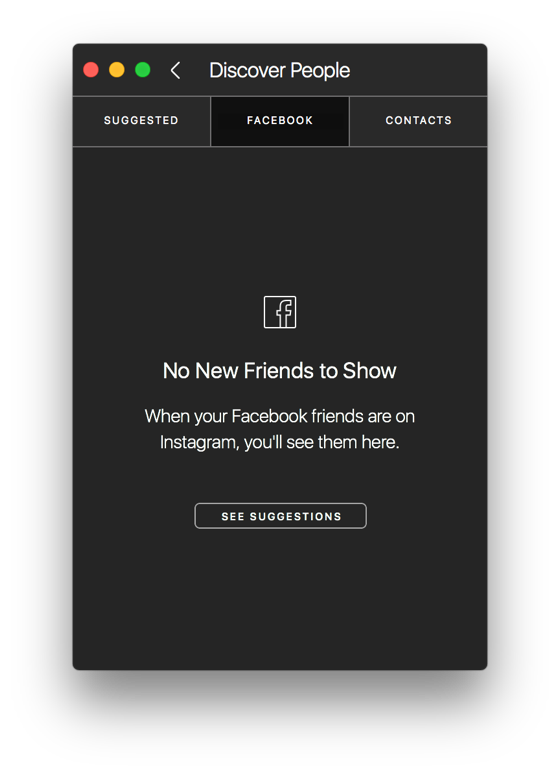 Discover People
SUGGESTED
FACEBOOK
CONTACTS
No New Friends to Show
When your Facebook friends are on
Instagram, you'll see them here.
SEE SUGGESTIONS